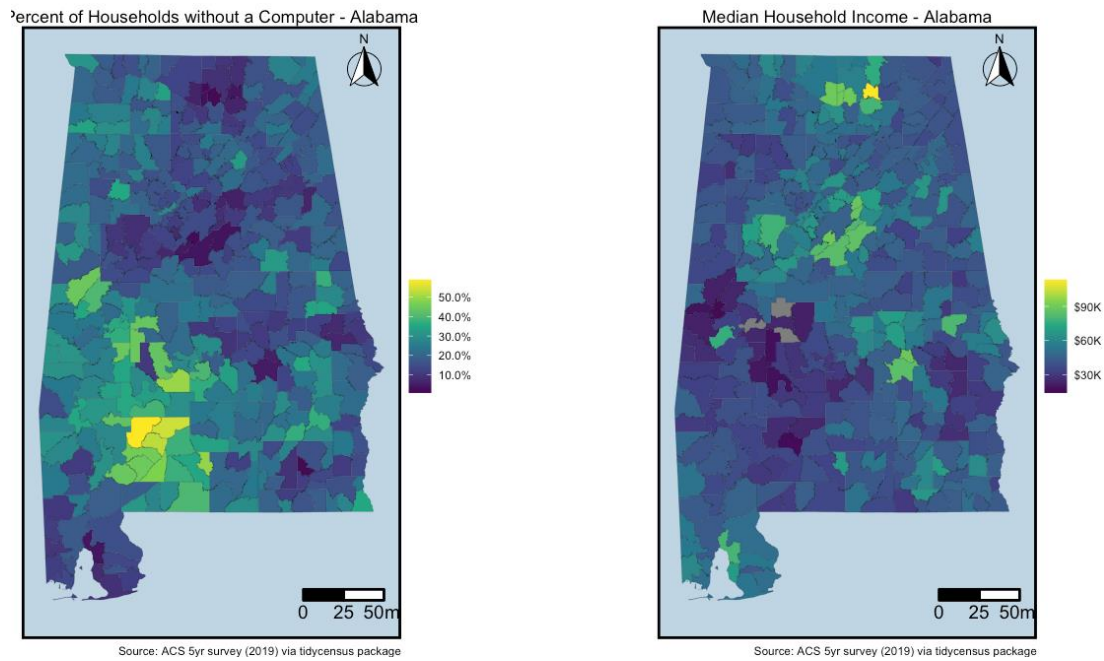 Percent of Households without a Computer - Alabama
N
50.0%
40.0%
30.0%
20.0%
10.0%
0 25 50m
Source: ACS 5yr survey (2019) via tidycensus package
Median Household Income - Alabama
N
$90K
$60K
$30K
0 25 50m
Source: ACS 5yr survey (2019) via tidycensus package